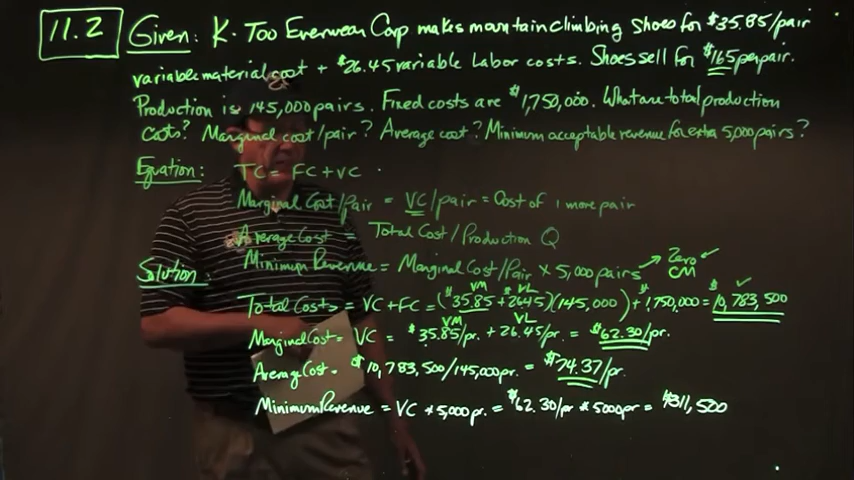 11.2 Given: K. Too Everwear Corp makes mountain climbing shoes for $35.85/pair
variable material cost + $26.45 variable Labor costs. Shoes sell for $165 per pair.
Production is 145,000 pairs. Fixed costs are $1,750,000. What are total production
costs? Marginal cost/pair? Average cost? Minimum acceptable revenue for extra 5,000 pairs?
Equation: TC = FC + VC
Marginal Cost/Pair = VC/pair = Cost of 1 more pair
Average Cost = Total Cost/Production Q
Minimum Revenue = Marginal Cost/Pair × 5,000 pairs → Zero CM
Solution:
VM VL
Total Costs = VC + FC = ($35.85 + $26.45)(145,000) + $1,750,000 = $10,783,500
VM VL
Marginal Cost = VC = $35.85/pr. + 26.45/pr. = $62.30/pr.
Average Cost = $10,783,500/145,000pr. = $74.37/pr.
Minimum Revenue = VC * 5,000 pr. = $62.30/pr * 5000pr = $311,500